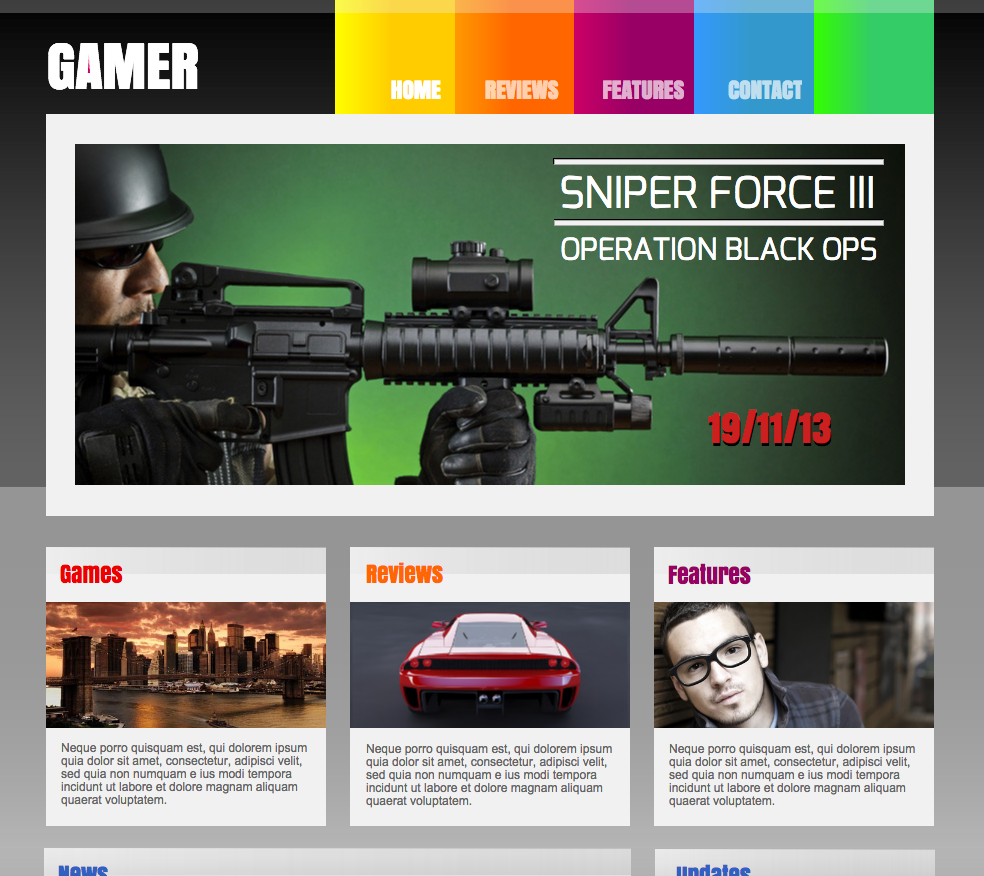 GAMER
HOME
REVIEWS
FEATURES
CONTACT
SNIPER FORCE III
OPERATION BLACK OPS
19/11/13
Games
Reviews
Features
Neque porro quisquam est, qui dolorem ipsum
quia dolor sit amet, consectetur, adipisci velit,
sed quia non numquam e ius modi tempora
incidunt ut labore et dolore magnam aliquam
quaerat voluptatem.
Neque porro quisquam est, qui dolorem ipsum
quia dolor sit amet, consectetur, adipisci velit,
sed quia non numquam e ius modi tempora
incidunt ut labore et dolore magnam aliquam
quaerat voluptatem.
Neque porro quisquam est, qui dolorem ipsum
quia dolor sit amet, consectetur, adipisci velit,
sed quia non numquam e ius modi tempora
incidunt ut labore et dolore magnam aliquam
quaerat voluptatem.
News
Updates